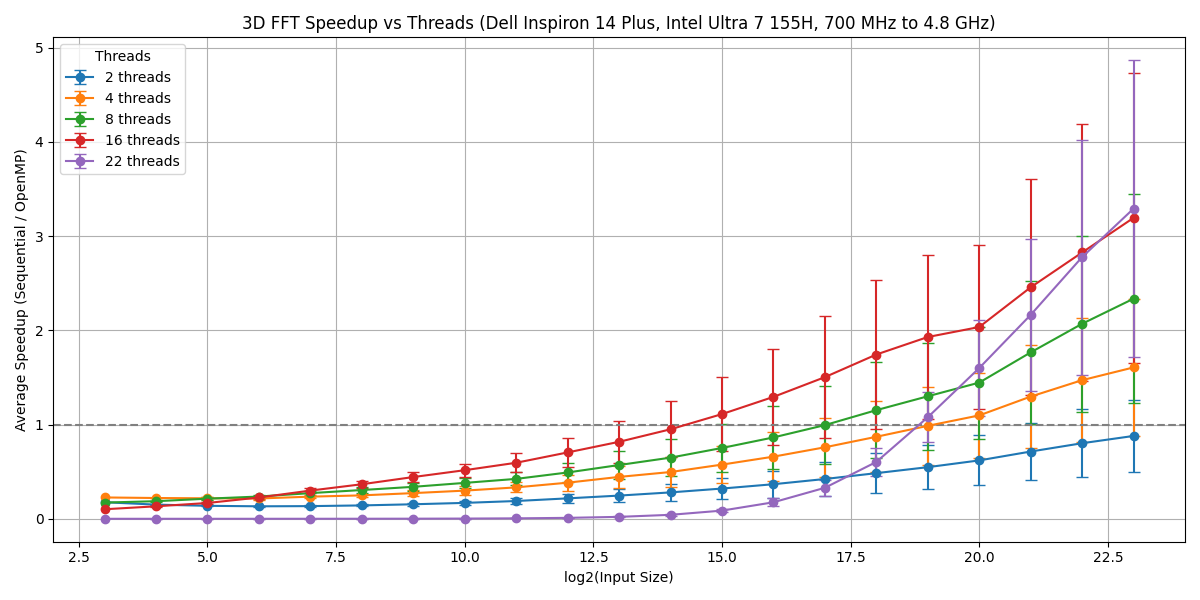 3D FFT Speedup vs Threads (Dell Inspiron 14 Plus, Intel Ultra 7 155H, 700 MHz to 4.8 GHz)
Threads
2 threads
4 threads
8 threads
16 threads
22 threads
Average Speedup (Sequential / OpenMP)
5
4
3
2
1
0
2.5 5.0 7.5 10.0 12.5 15.0 17.5 20.0 22.5
log2(Input Size)